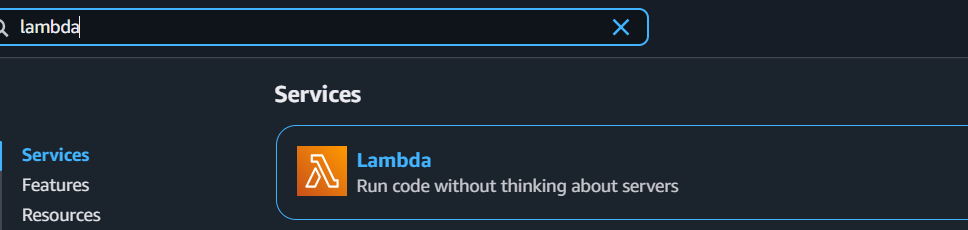 lambda
Services
Services
Features
Resources
Lambda
Run code without thinking about servers